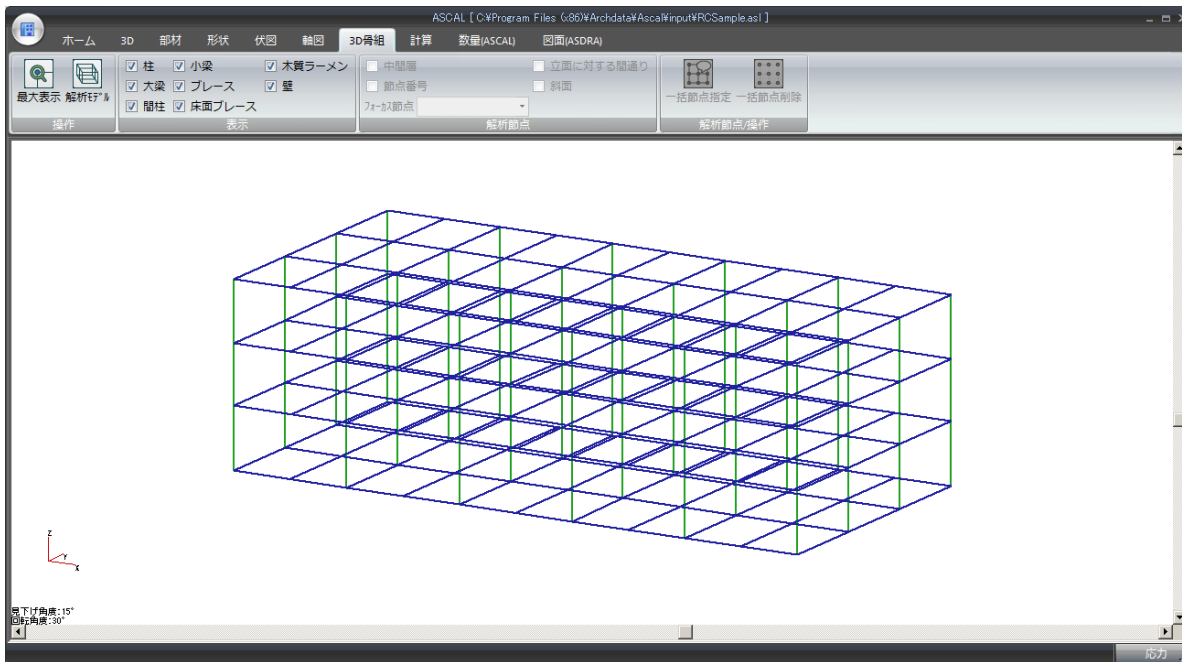 ASCAL [ C:¥Program Files (x86)¥Archdata¥Ascal¥input¥RCSample.asl ]
ホーム 3D 部材 形状 伏図 軸図 3D骨組 計算 数量(ASCAL) 図面(ASDRA)
柱 小梁 木質ラーメン 中間層 立面に対する間通り
最大表示 解析ﾓﾃﾞﾙ 大梁 ブレース 壁 節点番号 斜面 一括節点指定 一括節点削除
間柱 床面ブレース ﾌｫｰｶｽ節点
操作 表示 解析節点 解析節点/操作
Z
Y
X
見下げ角度:15°
回転角度:30°
応力